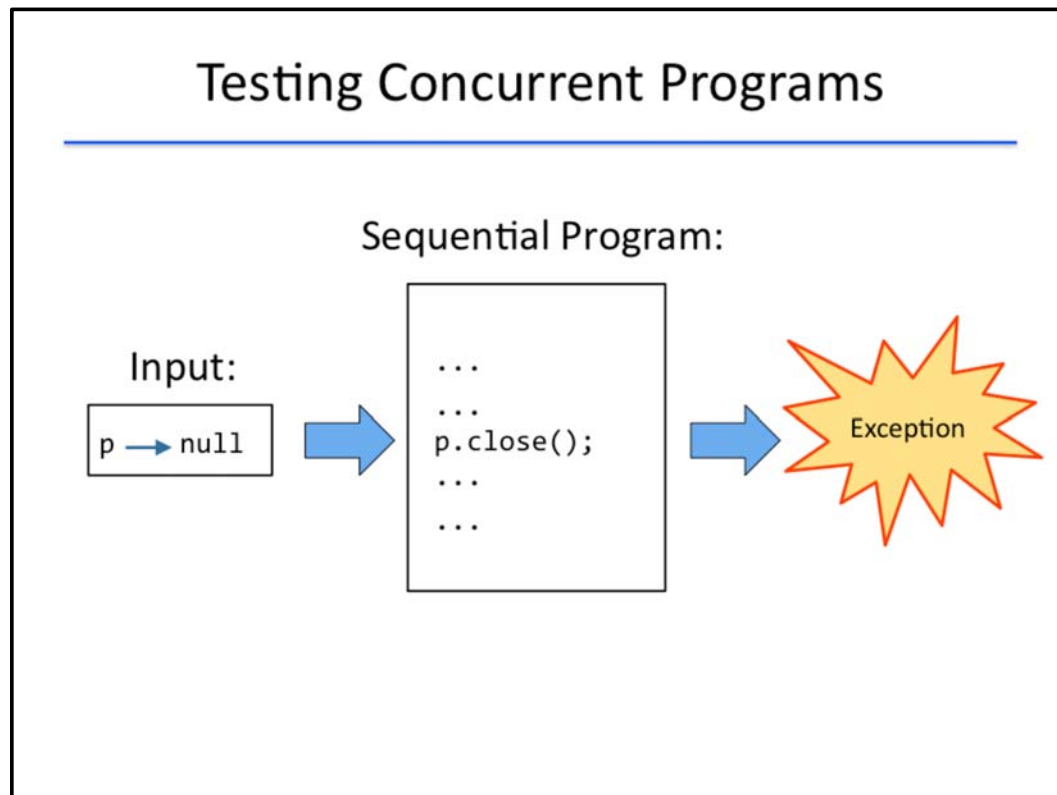 Testing Concurrent Programs
Sequential Program:
Input:
p → null
...
...
p.close();
...
...
Exception